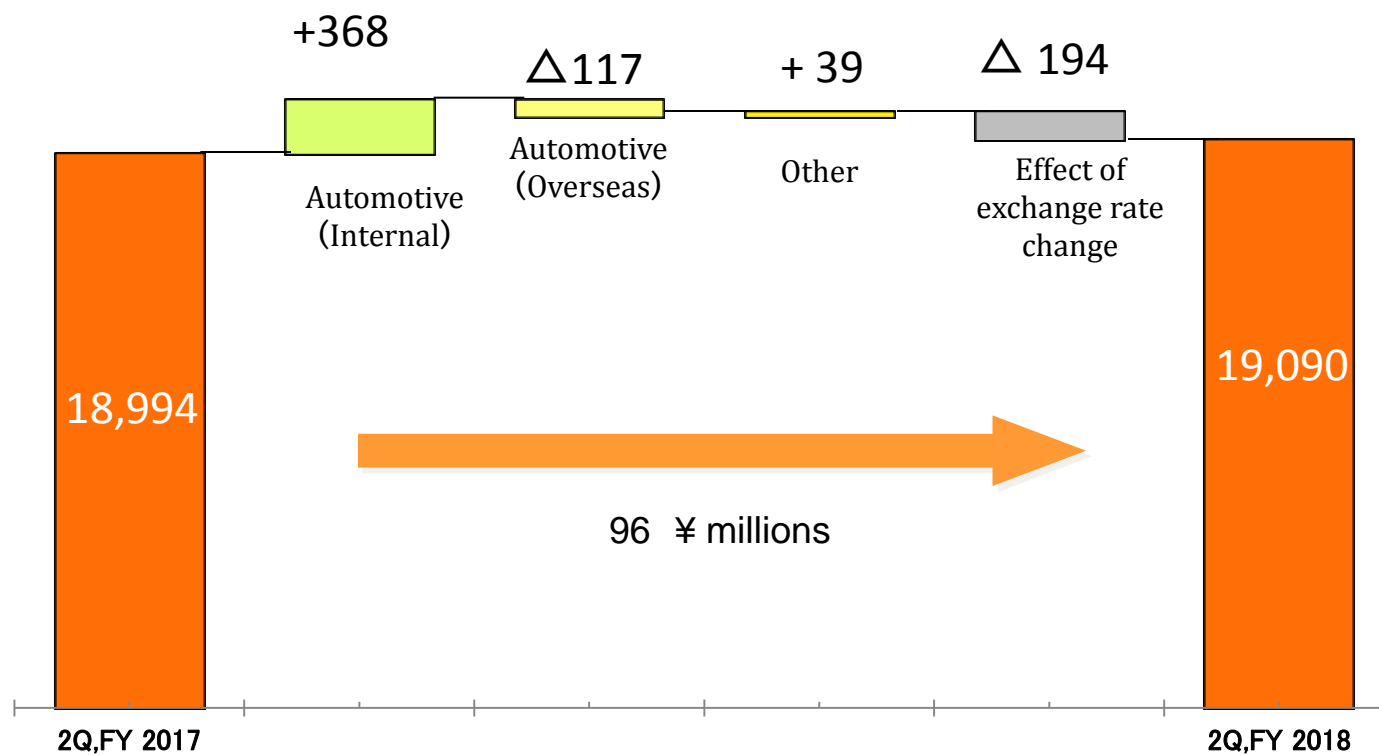 +368
△117
+ 39
△ 194
Automotive
(Internal)
Automotive
(Overseas)
Other
Effect of
exchange rate
change
18,994
19,090
96 ¥ millions
2Q,FY 2017
2Q,FY 2018